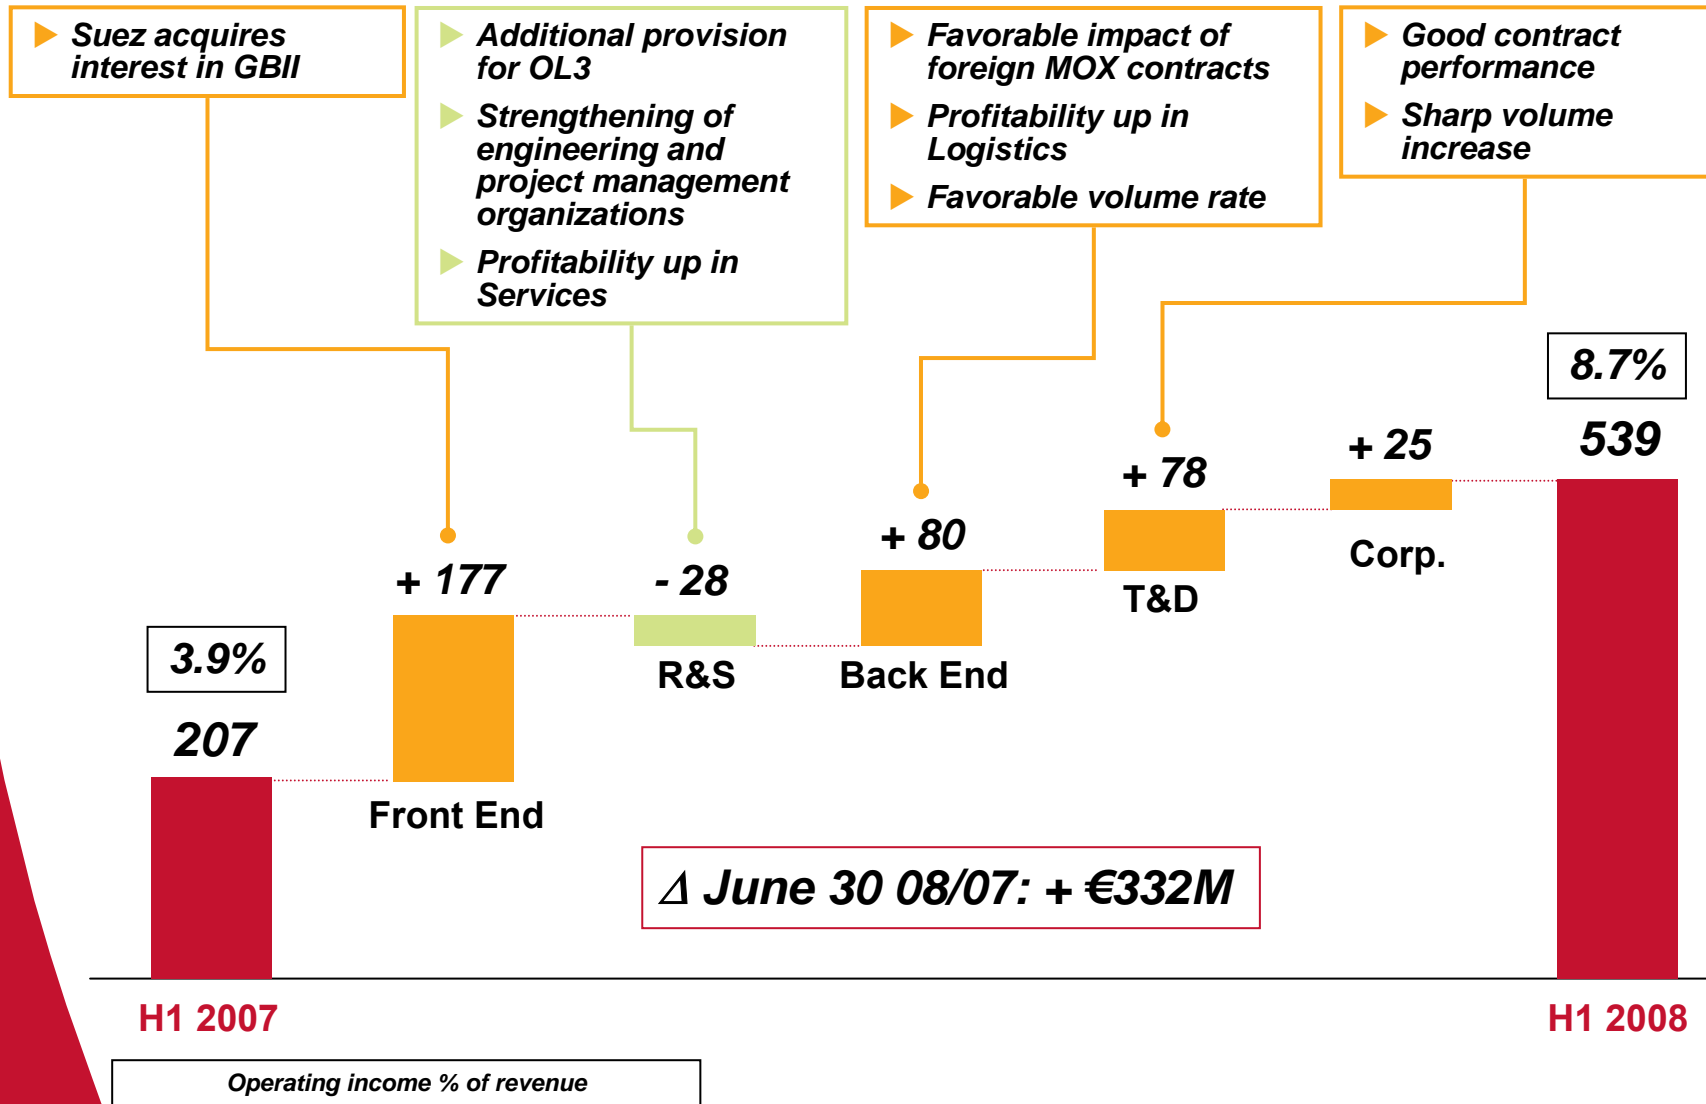 Suez acquires
interest in GBII
Additional provision
for OL3
Strengthening of
engineering and
project management
organizations
Profitability up in
Services
Favorable impact of
foreign MOX contracts
Profitability up in
Logistics
Favorable volume rate
Good contract
performance
Sharp volume
increase
8.7%
539
+ 25
+ 78
+ 80
- 28
+ 177
3.9%
207
Corp.
T&D
Back End
R&S
Front End
Δ June 30 08/07: + €332M
H1 2007
H1 2008
Operating income % of revenue